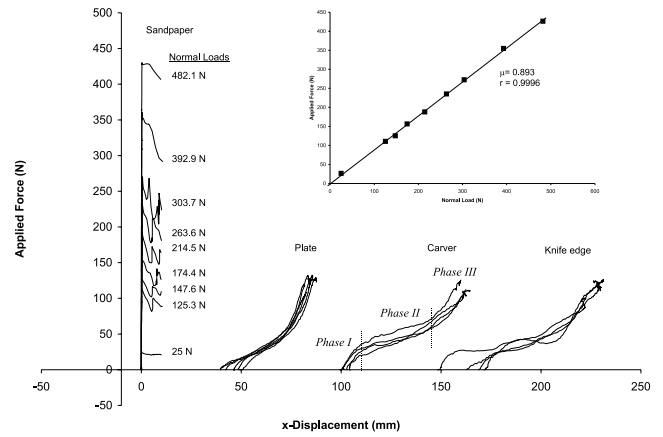 500
450
400
350
300
250
200
150
100
50
0
-50
-50
0
50
100
150
200
250
x-Displacement (mm)
Applied Force (N)
Sandpaper
Normal Loads
482.1 N
392.9 N
303.7 N
263.6 N
214.5 N
174.4 N
147.6 N
125.3 N
25 N
Plate
Carver
Knife edge
Phase I
Phase II
Phase III
450
400
350
300
250
200
150
100
50
0
0
100
200
300
400
500
600
Normal Load (N)
Applied Force (N)
μ= 0.893
r = 0.9996